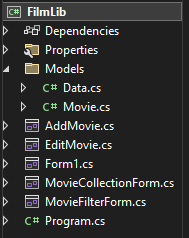 C# FilmLib
Dependencies
Properties
Models
C# Data.cs
C# Movie.cs
AddMovie.cs
EditMovie.cs
Form1.cs
MovieCollectionForm.cs
MovieFilterForm.cs
C# Program.cs